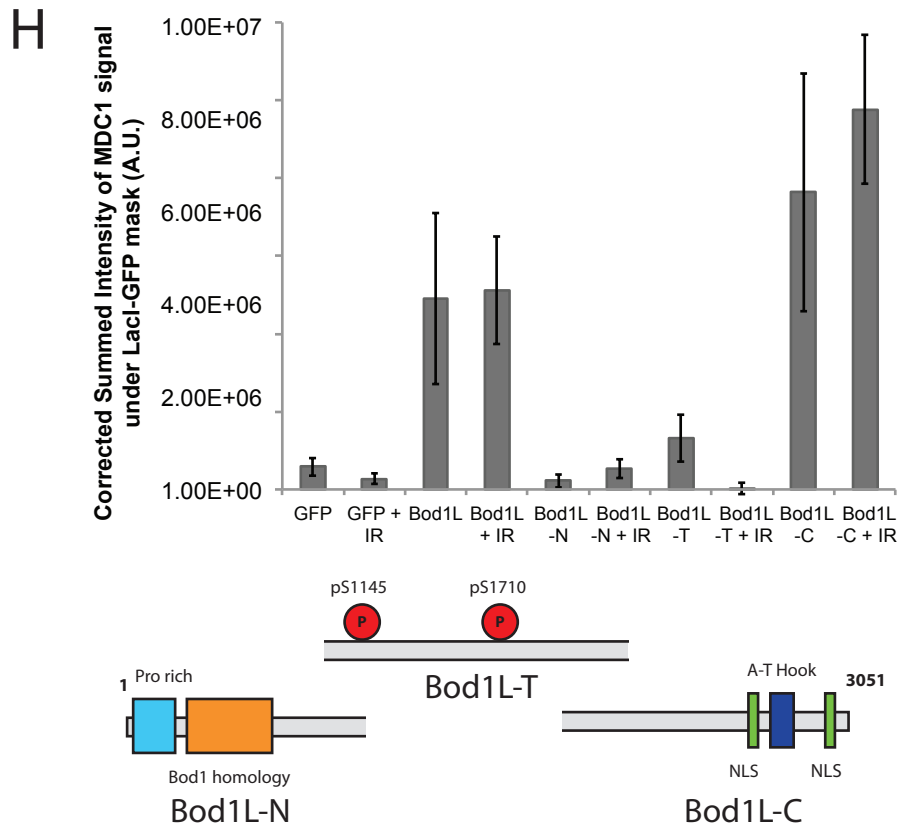 H
Corrected Summed Intensity of MDC1 signal
under LacI-GFP mask (A.U.)
1.00E+07
8.00E+06
6.00E+06
4.00E+06
2.00E+06
1.00E+00
GFP
GFP +
IR
Bod1L
Bod1L
+ IR
Bod1L
-N
Bod1L
-N + IR
Bod1L
-T
Bod1L
-T + IR
Bod1L
-C
Bod1L
-C + IR
pS1145
pS1710
P
P
Bod1L-T
1
Pro rich
Bod1 homology
Bod1L-N
A-T Hook
3051
NLS
NLS
Bod1L-C